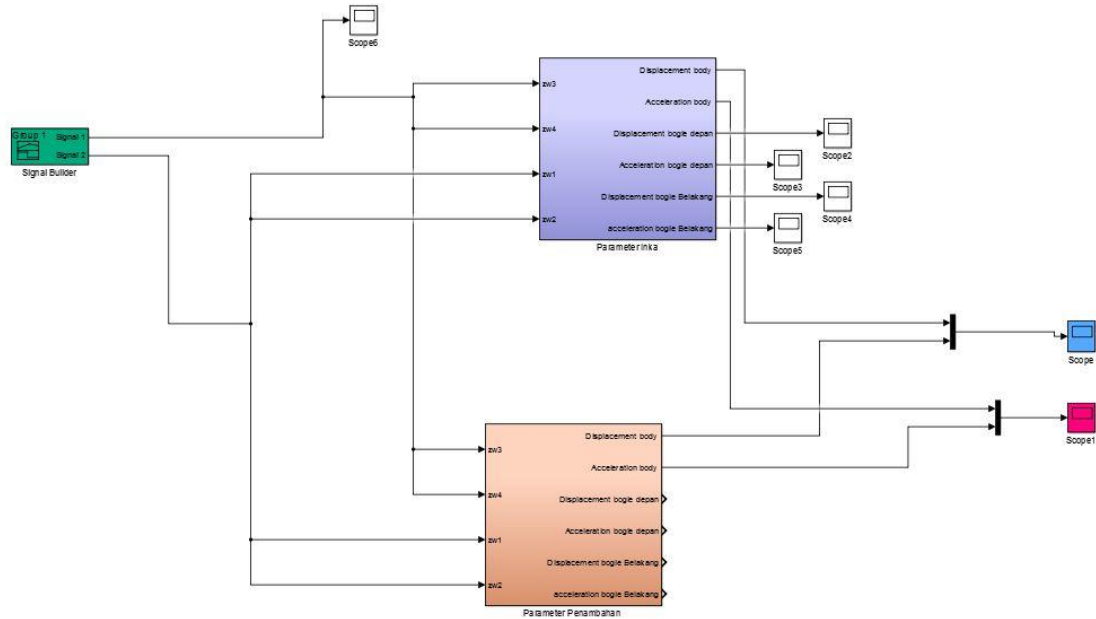 Scope6
Group 1
Signal 1
Signal 2
Signal Builder
zw3
zw4
zw1
zw2
Displacement body
Acceleration body
Displacement bogie depan
Acceleration bogie depan
Displacement bogie Belakang
acceleration bogie Belakang
Parameter Inka
Scope2
Scope3
Scope4
Scope5
Scope
Scope1
zw3
zw4
zw1
zw2
Displacement body
Acceleration body
Displacement bogie depan
Acceleration bogie depan
Displacement bogie Belakang
acceleration bogie Belakang
Parameter Penambahan